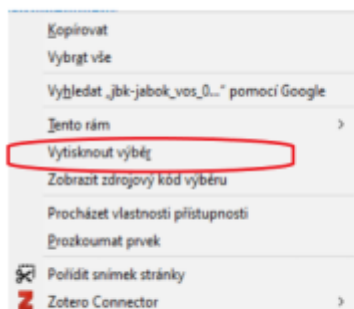 Kopírovat
Vybrat vše
Vyhledat „jbk-jabok_vos_0...“ pomocí Google
Tento rám
Vytisknout výběr
Zobrazit zdrojový kód výběru
Procházet vlastnosti přístupnosti
Prozkoumat prvek
Pořídit snímek stránky
Zotero Connector